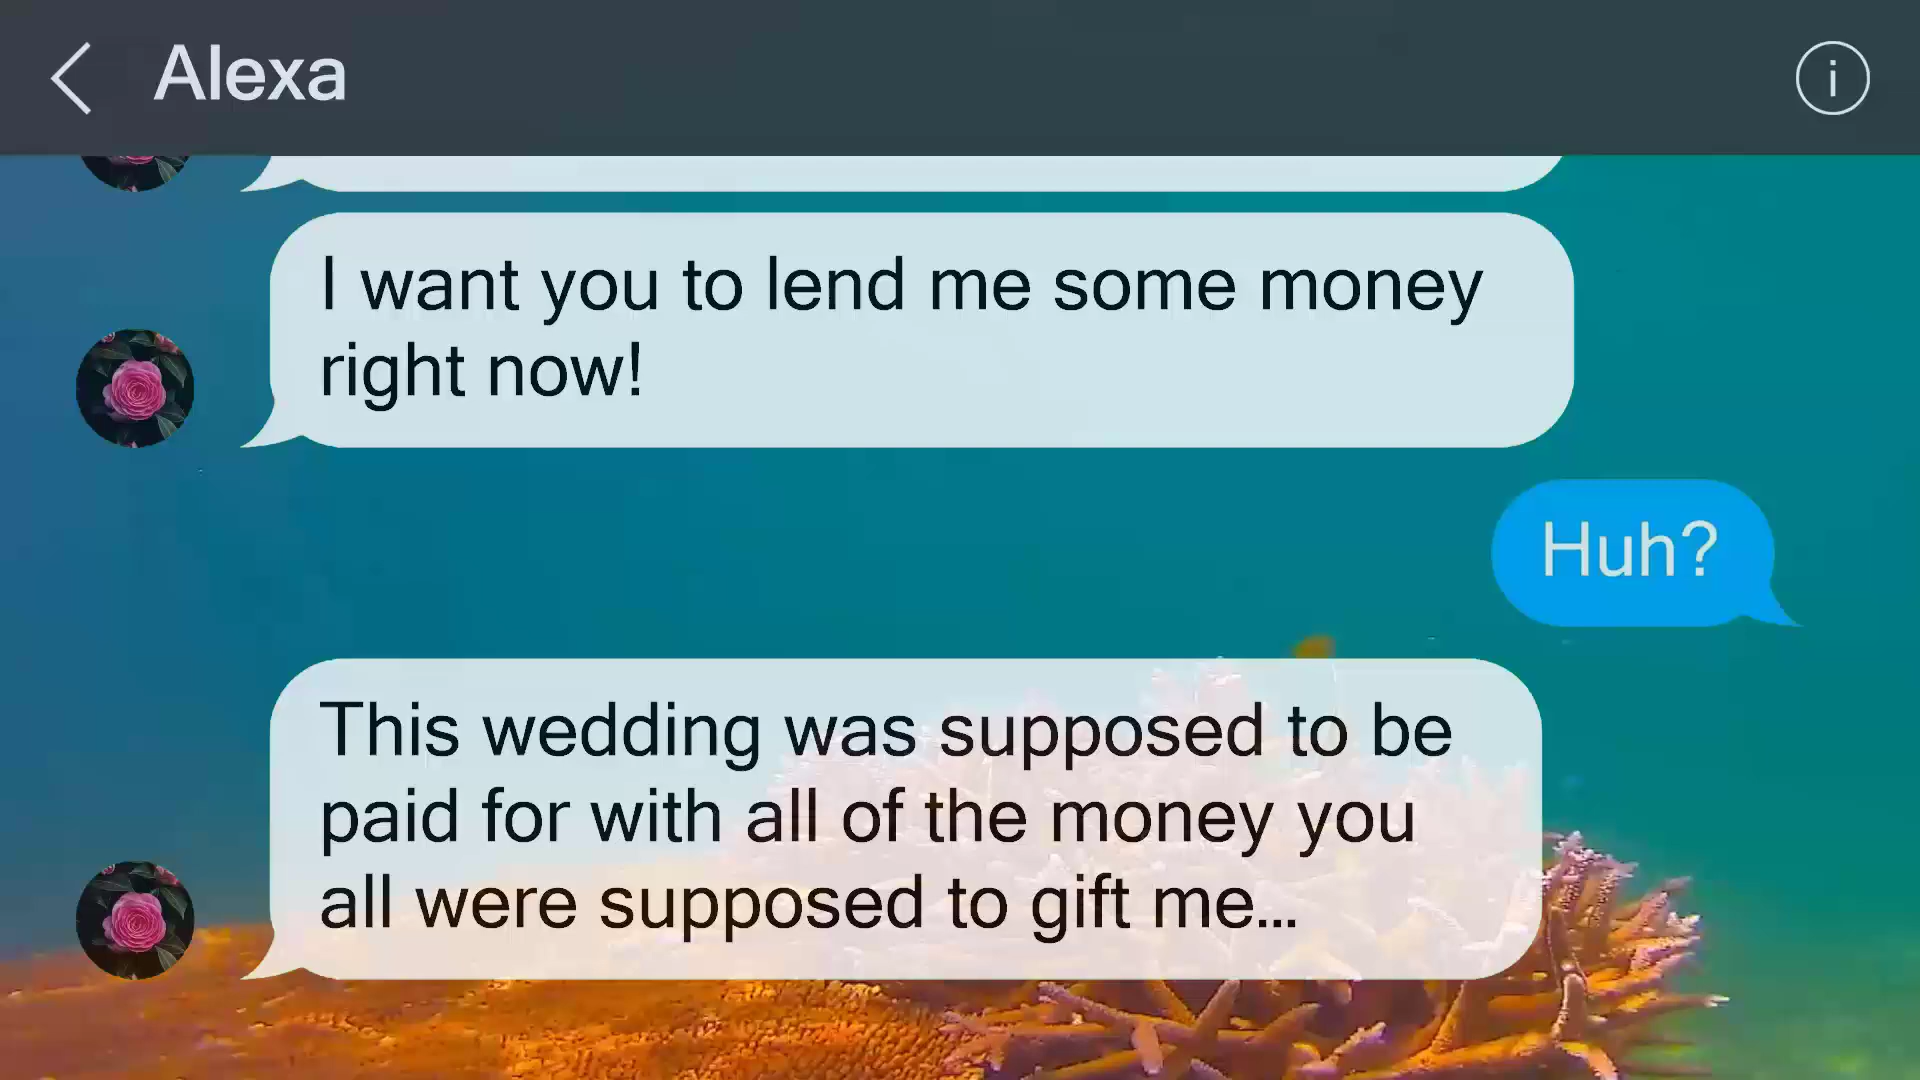 Alexa
i
I want you to lend me some money
right now!
Huh?
This wedding was supposed to be
paid for with all of the money you
all were supposed to gift me...